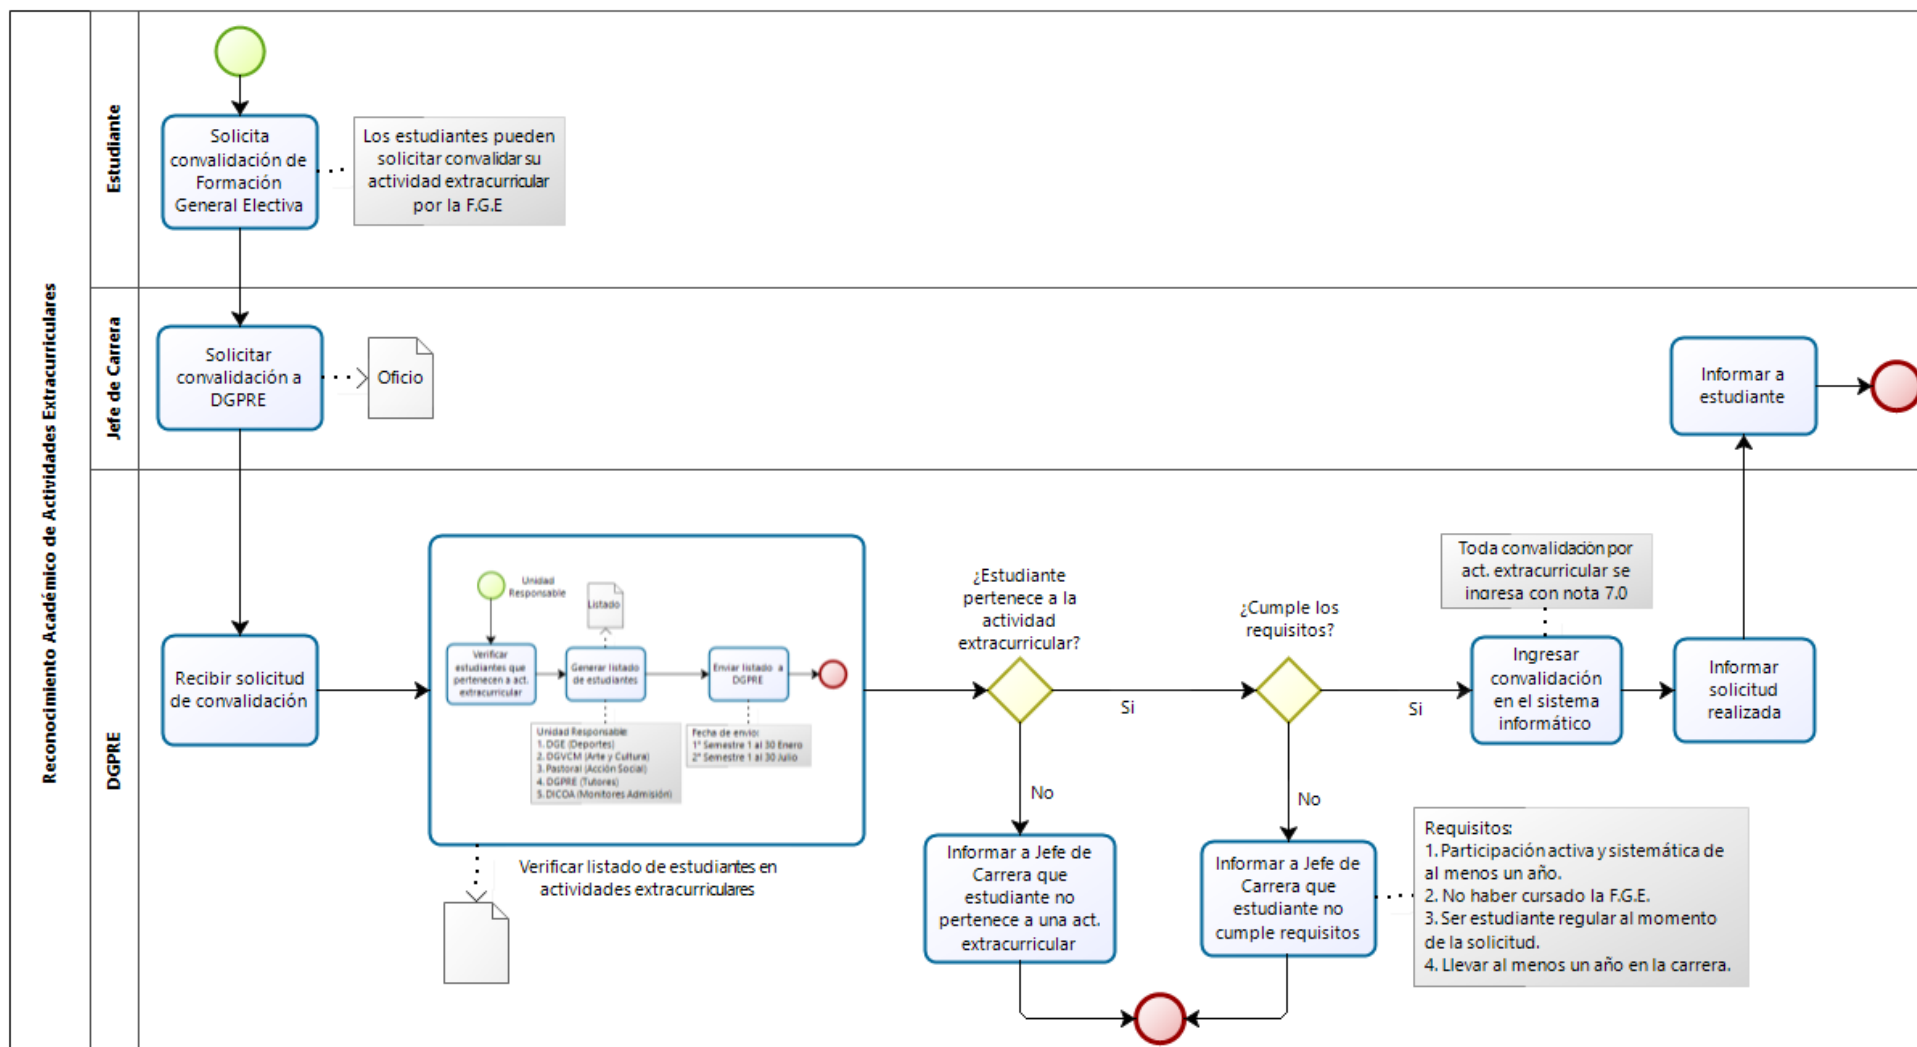 Reconocimiento Académico de Actividades Extracurriculares
Estudiante
Solicita
convalidación de
Formación
General Electiva
Los estudiantes pueden
solicitar convalidar su
actividad extracurricular
por la F.G.E
Jefe de Carrera
Solicitar
convalidación a
DGPRE
Oficio
Informar a
estudiante
DGPRE
Recibir solicitud
de convalidación
Unidad
Responsable
Listado
Verificar
estudiantes que
pertenecen a act.
extracurricular
Generar listado
de estudiantes
Enviar listado a
DGPRE
Unidad Responsable:
1. DGE (Deportes)
2. DGVCM (Arte y Cultura)
3. Pastoral (Acción Social)
4. DGPRE (Tutores)
5. DICOA (Monitores Admisión)
Fecha de envio:
1° Semestre 1 al 30 Enero
2° Semestre 1 al 30 Julio
Verificar listado de estudiantes en
actividades extracurriculares
¿Estudiante
pertenece a la
actividad
extracurricular?
Si
No
Informar a Jefe de
Carrera que
estudiante no
pertenece a una act.
extracurricular
¿Cumple los
requisitos?
Si
No
Informar a Jefe de
Carrera que
estudiante no
cumple requisitos
Requisitos:
1. Participación activa y sistemática de
al menos un año.
2. No haber cursado la F.G.E.
3. Ser estudiante regular al momento
de la solicitud.
4. Llevar al menos un año en la carrera.
Toda convalidación por
act. extracurricular se
ingresa con nota 7.0
Ingresar
convalidación
en el sistema
informático
Informar
solicitud
realizada